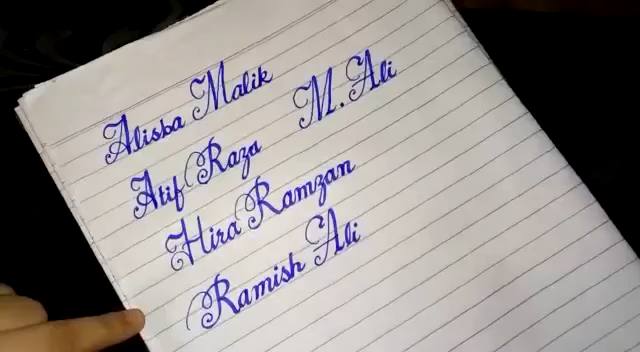 Alisba Malik
M. Ali
Atif Raza
Hira Ramzan
Ramish Ali